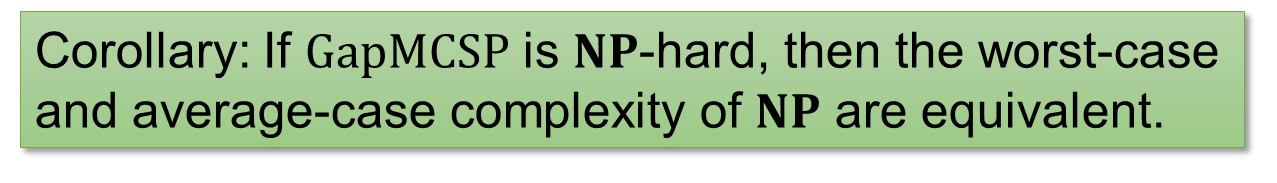 Corollary: If GapMCSP is NP-hard, then the worst-case
and average-case complexity of NP are equivalent.